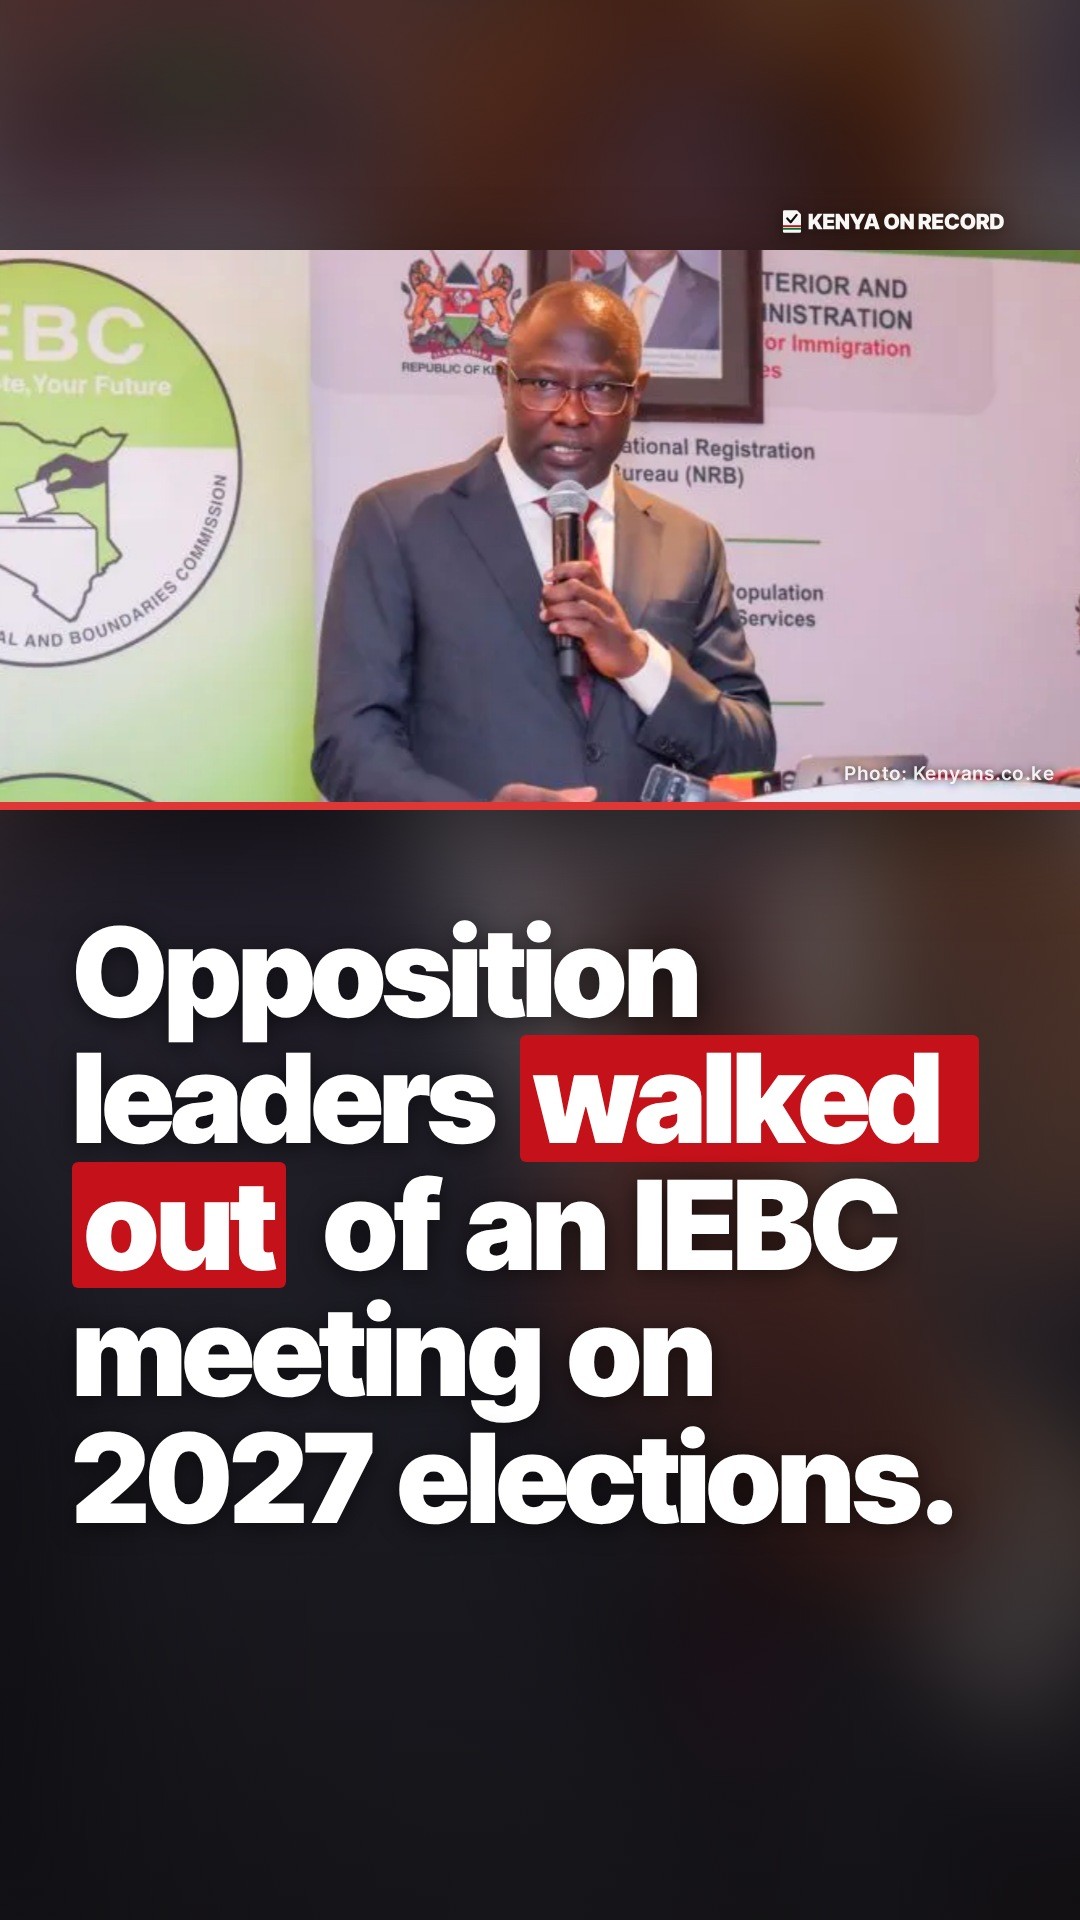 KENYA ON RECORD
EBC
te, Your Future
AL AND BOUNDARIES COMMISSION
REPUBLIC OF KE
TERIOR AND
INISTRATION
or Immigration
es
ational Registration
ureau (NRB)
opulation
Services
Photo: Kenyans.co.ke
Opposition
leaders walked
out of an IEBC
meeting on
2027 elections.